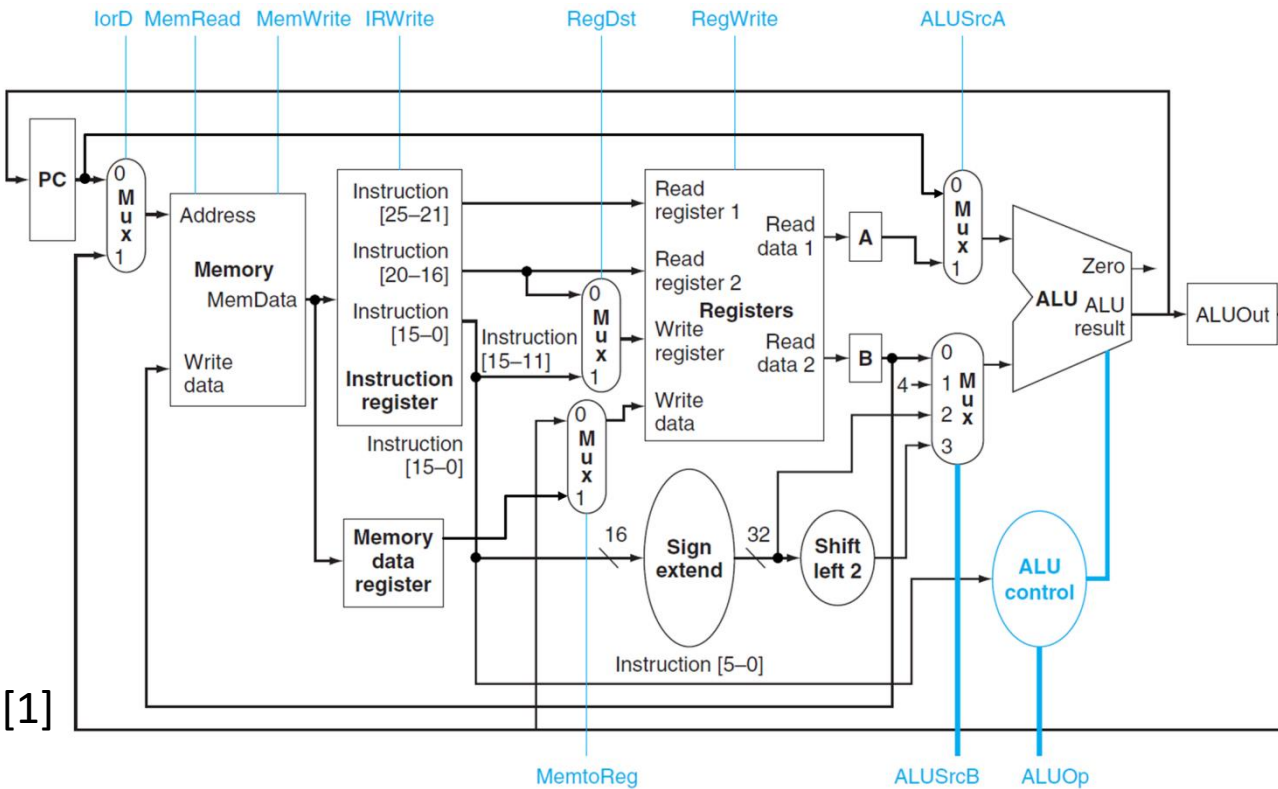 IorD MemRead MemWrite IRWrite RegDst RegWrite ALUSrcA
PC
0
M
u
x
1
Address
Memory
MemData
Write
data
Instruction
[25–21]
Instruction
[20–16]
Instruction
[15–0]
Instruction
register
Instruction
[15–11]
Instruction
[15–0]
Memory
data
register
0
M
u
x
1
0
M
u
x
1
Read
register 1
Read
register 2
Registers
Write
register
Write
data
Read
data 1
Read
data 2
A
B
16
Sign
extend
32
Shift
left 2
Instruction [5–0]
0
M
u
x
1
4
0
1
2
3
M
u
x
Zero
ALU
ALU
result
ALUOut
ALU
control
[1]
MemtoReg ALUSrcB ALUOp